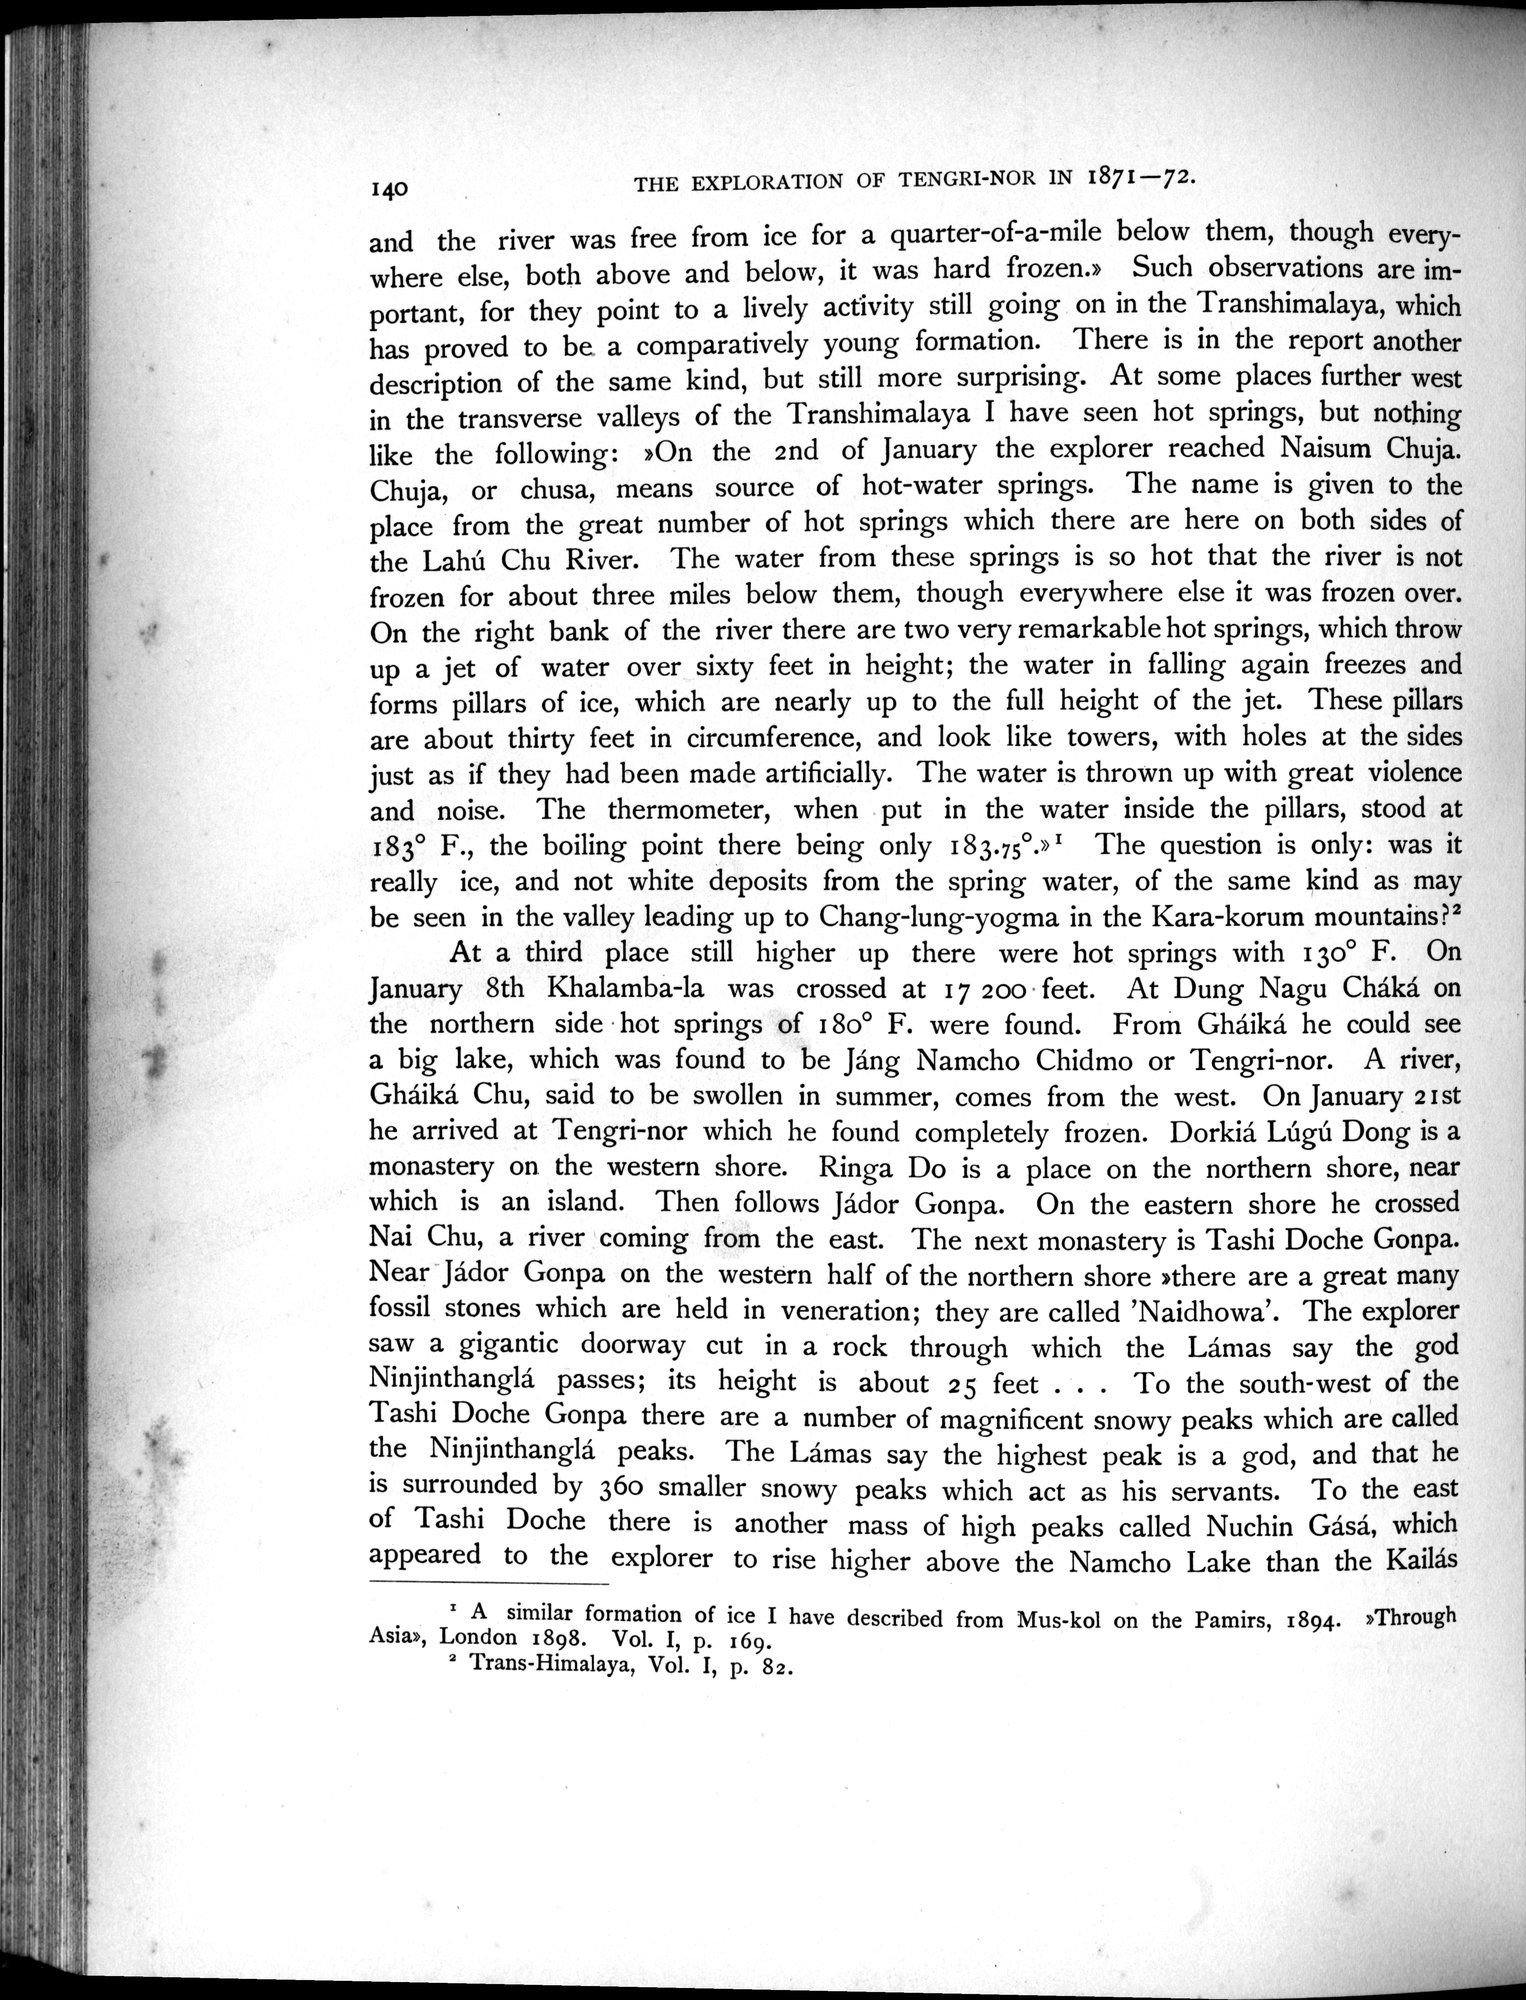 140 THE EXPLORATION OF TENGRI-NOR IN 1871—72.
and the river was free from ice for a quarter-of-a-mile below them, though every-
where else, both above and below, it was hard frozen.» Such observations are im-
portant, for they point to a lively activity still going on in the Transhimalaya, which
has proved to be a comparatively young formation. There is in the report another
description of the same kind, but still more surprising. At some places further west
in the transverse valleys of the Transhimalaya I have seen hot springs, but nothing
like the following: »On the 2nd of January the explorer reached Naisum Chuja.
Chuja, or chusa, means source of hot-water springs. The name is given to the
place from the great number of hot springs which there are here on both sides of
the Lahú Chu River. The water from these springs is so hot that the river is not
frozen for about three miles below them, though everywhere else it was frozen over.
On the right bank of the river there are two very remarkable hot springs, which throw
up a jet of water over sixty feet in height; the water in falling again freezes and
forms pillars of ice, which are nearly up to the full height of the jet. These pillars
are about thirty feet in circumference, and look like towers, with holes at the sides
just as if they had been made artificially. The water is thrown up with great violence
and noise. The thermometer, when put in the water inside the pillars, stood at
183° F., the boiling point there being only 183.75°.»¹ The question is only: was it
really ice, and not white deposits from the spring water, of the same kind as may
be seen in the valley leading up to Chang-lung-yogma in the Kara-korum mountains?²
At a third place still higher up there were hot springs with 130° F. On
January 8th Khalamba-la was crossed at 17 200 feet. At Dung Nagu Cháká on
the northern side hot springs of 180° F. were found. From Gháiká he could see
a big lake, which was found to be Jáng Namcho Chidmo or Tengri-nor. A river,
Gháiká Chu, said to be swollen in summer, comes from the west. On January 21st
he arrived at Tengri-nor which he found completely frozen. Dorkiá Lúgú Dong is a
monastery on the western shore. Ringa Do is a place on the northern shore, near
which is an island. Then follows Jádor Gonpa. On the eastern shore he crossed
Nai Chu, a river coming from the east. The next monastery is Tashi Doche Gonpa.
Near Jádor Gonpa on the western half of the northern shore »there are a great many
fossil stones which are held in veneration; they are called 'Naidhowa'. The explorer
saw a gigantic doorway cut in a rock through which the Lámas say the god
Ninjinthanglá passes; its height is about 25 feet . . . To the south-west of the
Tashi Doche Gonpa there are a number of magnificent snowy peaks which are called
the Ninjinthanglá peaks. The Lámas say the highest peak is a god, and that he
is surrounded by 360 smaller snowy peaks which act as his servants. To the east
of Tashi Doche there is another mass of high peaks called Nuchin Gásá, which
appeared to the explorer to rise higher above the Namcho Lake than the Kailás
¹ A similar formation of ice I have described from Mus-kol on the Pamirs, 1894. »Through
Asia», London 1898. Vol. I, p. 169.
² Trans-Himalaya, Vol. I, p. 82.